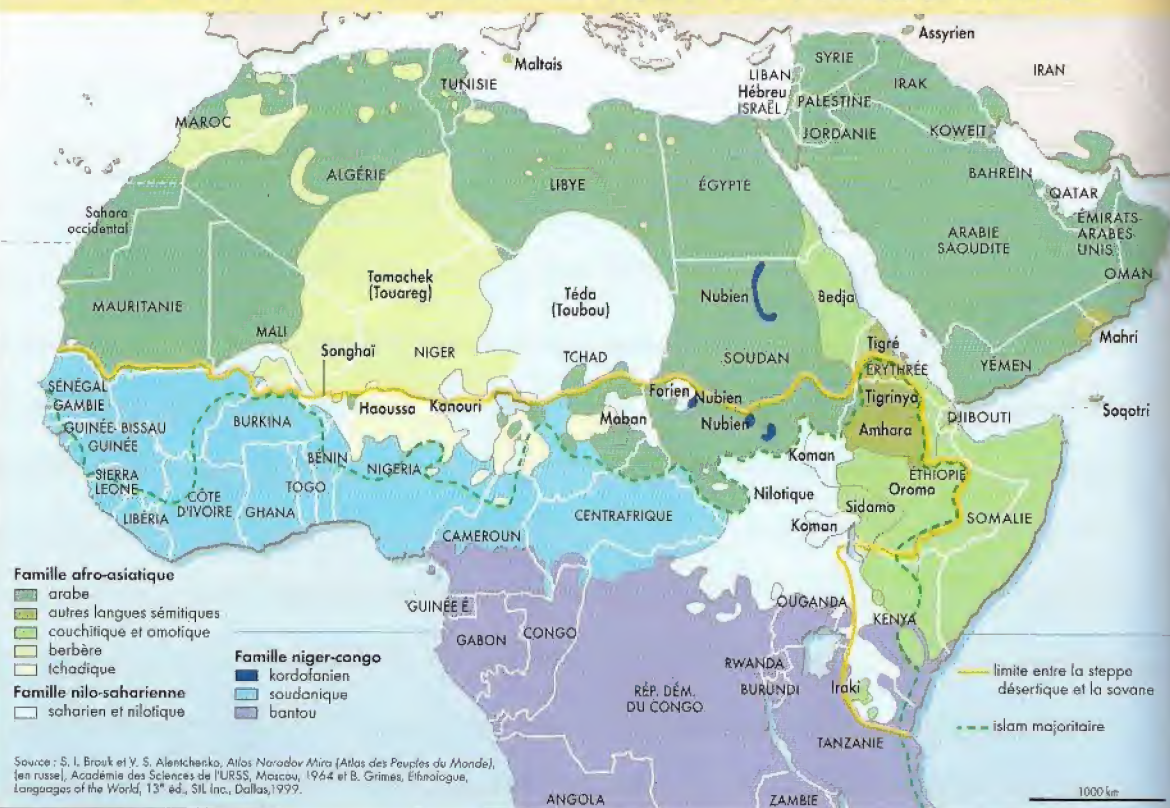 Assyrien
Maltais
SYRIE
IRAN
LIBAN
IRAK
TUNISIE
Hébreu
PALESTINE
ISRAËL
MAROC
JORDANIE
KOWEIT
ALGÉRIE
BAHREIN
LIBYE
ÉGYPTE
QATAR
Sahara
occidental
ÉMIRATS-
ARABES-
UNIS
ARABIE
SAOUDITE
Tamachek
(Touareg)
OMAN
Téda
(Toubou)
Nubien
Bedja
MAURITANIE
MALI
Mahri
Songhaï
NIGER
TCHAD
SOUDAN
Tigré
YÉMEN
ÉRYTHRÉE
SÉNÉGAL
Forien
Nubien
Tigrinya
GAMBIE
Haoussa
Kanouri
Soqotri
DJIBOUTI
Maban
Nubien
Amhara
GUINÉE-BISSAU
BURKINA
GUINÉE
Koman
BÉNIN
NIGERIA
ÉTHIOPIE
SIERRA
LEONE
TOGO
Nilotique
Oromo
CÔTE
D'IVOIRE
GHANA
Sidamo
CENTRAFRIQUE
SOMALIE
LIBÉRIA
Koman
CAMEROUN
Famille afro-asiatique
arabe
autres langues sémitiques
couchitique et omotique
berbère
tchadique
Famille nilo-saharienne
saharien et nilotique
Famille niger-congo
kordofanien
soudanique
bantou
GUINÉE É.
OUGANDA
KENYA
GABON
CONGO
RWANDA
BURUNDI
Iraki
RÉP. DÉM.
DU CONGO
TANZANIE
ANGOLA
ZAMBIE
limite entre la steppe
désertique et la savane
islam majoritaire
1000 km
Source : S. I. Brouk et V. S. Alentchenko, Atlas Narodov Mira (Atlas des Peuples du Monde),
(en russe), Académie des Sciences de l'URSS, Moscou, 1964 et B. Grimes, Ethnologue,
Languages of the World, 13e éd., SIL Inc., Dallas,1999.